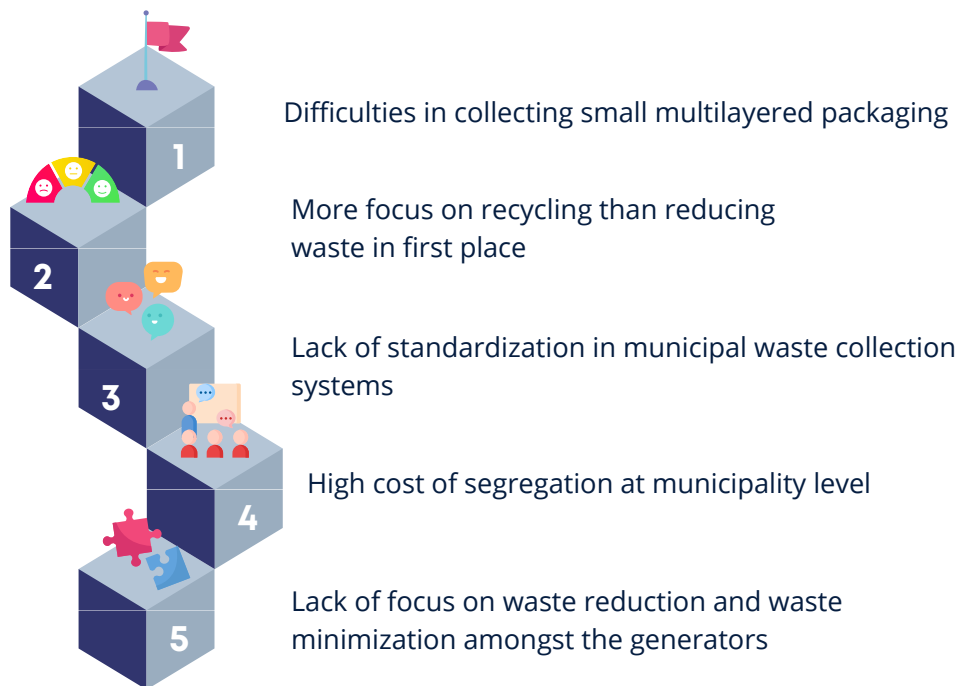 1
Difficulties in collecting small multilayered packaging
2
More focus on recycling than reducing
waste in first place
3
Lack of standardization in municipal waste collection
systems
4
High cost of segregation at municipality level
5
Lack of focus on waste reduction and waste
minimization amongst the generators